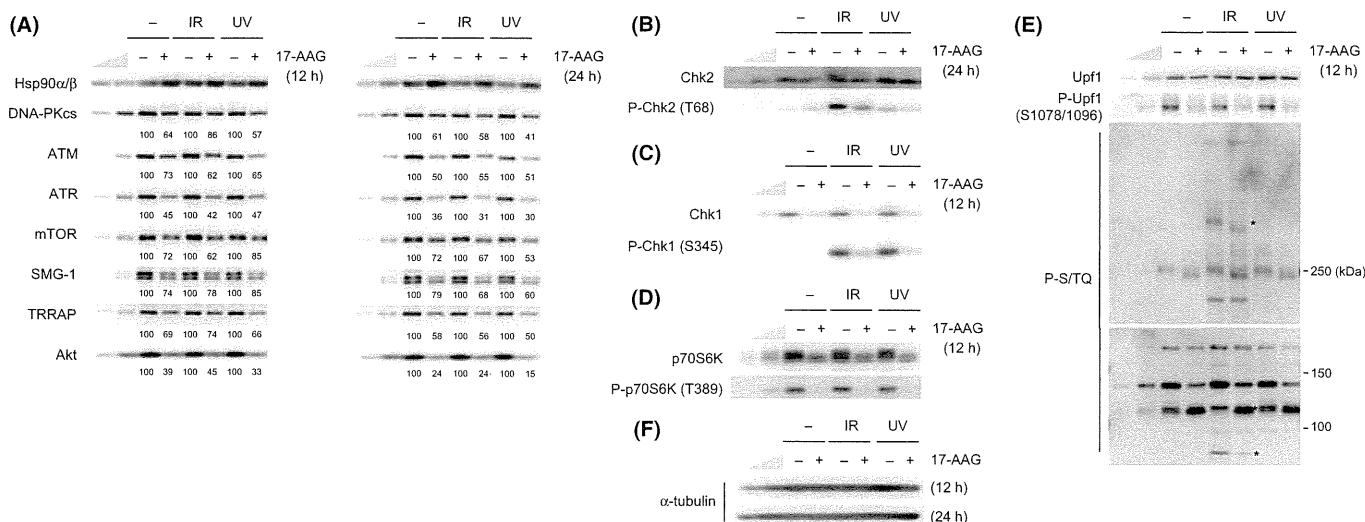 (A)
– IR UV
– + – + – + 17-AAG
(12 h)
Hsp90α/β
DNA-PKcs
100 64 100 86 100 57
ATM
100 73 100 62 100 65
ATR
100 45 100 42 100 47
mTOR
100 72 100 62 100 85
SMG-1
100 74 100 78 100 85
TRRAP
100 69 100 74 100 66
Akt
100 39 100 45 100 33
– IR UV
– + – + – + 17-AAG
(24 h)
100 61 100 58 100 41
100 50 100 55 100 51
100 36 100 31 100 30
100 72 100 67 100 53
100 79 100 68 100 60
100 58 100 56 100 50
100 24 100 24 100 15
(B)
– IR UV
– + – + – + 17-AAG
(24 h)
Chk2
P-Chk2 (T68)
(C)
– IR UV
– + – + – + 17-AAG
(12 h)
Chk1
P-Chk1 (S345)
(D)
– IR UV
– + – + – + 17-AAG
(12 h)
p70S6K
P-p70S6K (T389)
(F)
– IR UV
– + – + – + 17-AAG
α-tubulin
(12 h)
(24 h)
(E)
– IR UV
– + – + – + 17-AAG
(12 h)
Upf1
P-Upf1
(S1078/1096)
*
P-S/TQ
- 250 (kDa)
- 150
*
- 100
*